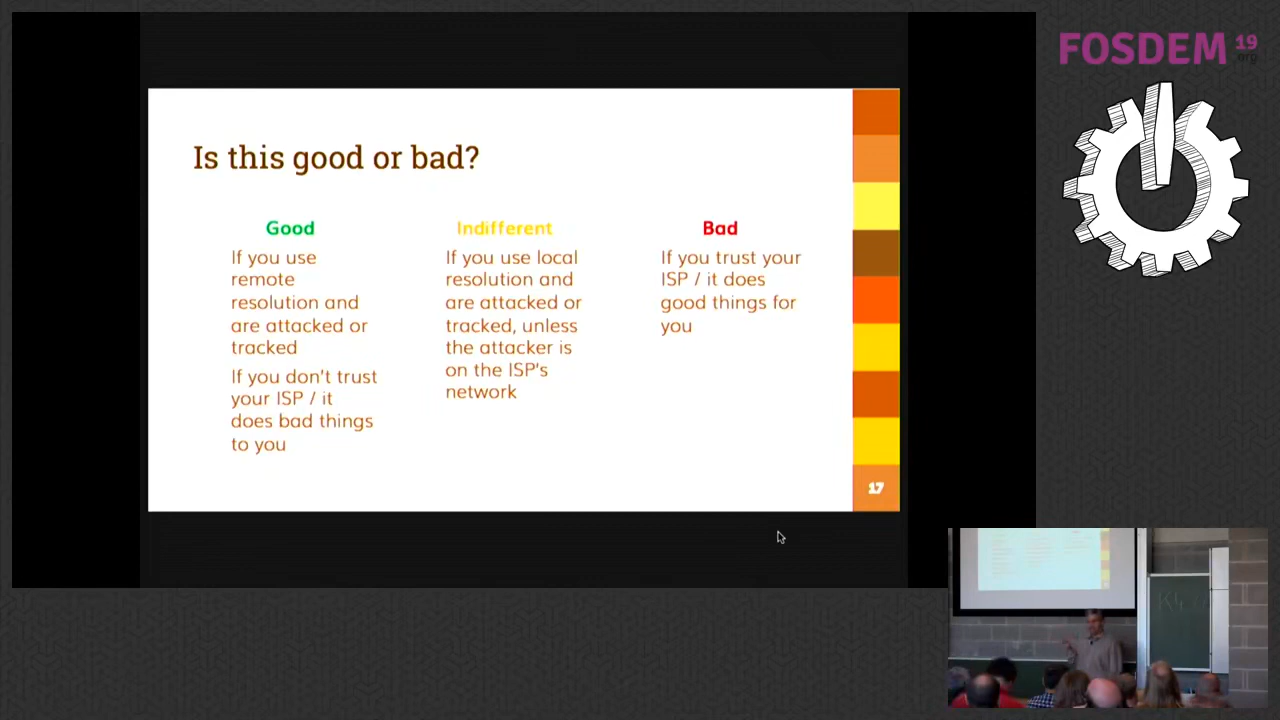 FOSDEM 19
.org
Is this good or bad?
Good
If you use
remote
resolution and
are attacked or
tracked
If you don't trust
your ISP / it
does bad things
to you
Indifferent
If you use local
resolution and
are attacked or
tracked, unless
the attacker is
on the ISP's
network
Bad
If you trust your
ISP / it does
good things for
you
17